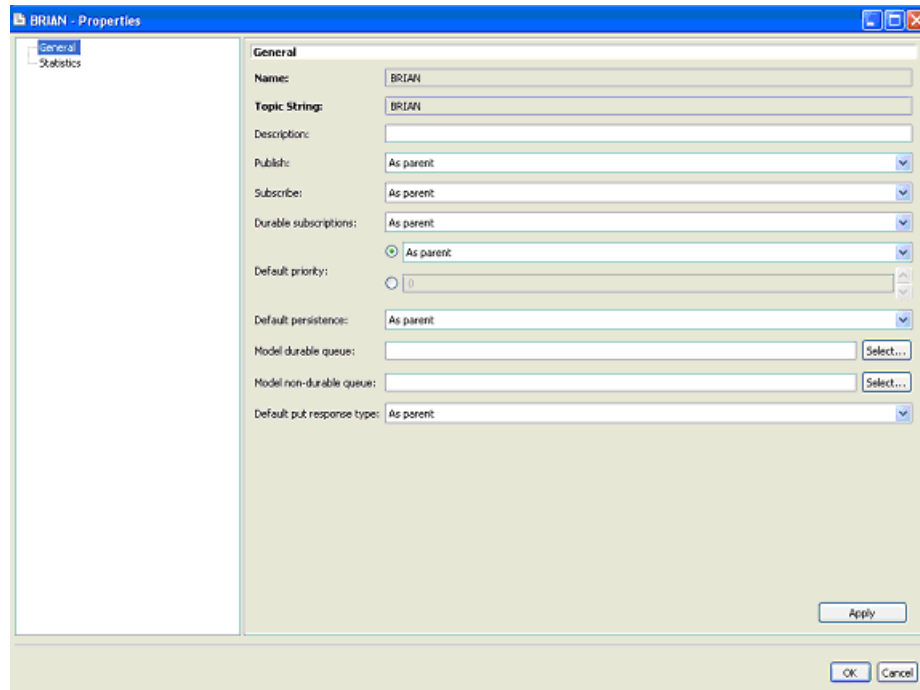 BRIAN - Properties
General
Statistics
General
Name: BRIAN
Topic String: BRIAN
Description:
Publish: As parent
Subscribe: As parent
Durable subscriptions: As parent
As parent
Default priority:
0
Default persistence: As parent
Model durable queue: Select...
Model non-durable queue: Select...
Default put response type: As parent
Apply
OK Cancel